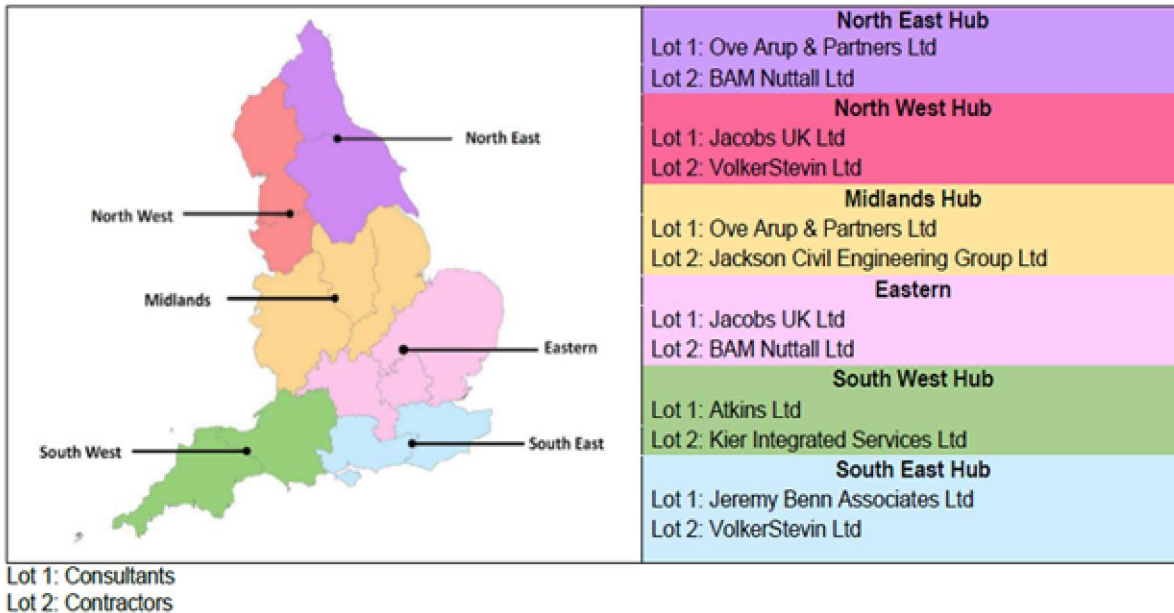 North East
North West
Midlands
Eastern
South West
South East
North East Hub
Lot 1: Ove Arup & Partners Ltd
Lot 2: BAM Nuttall Ltd
North West Hub
Lot 1: Jacobs UK Ltd
Lot 2: VolkerStevin Ltd
Midlands Hub
Lot 1: Ove Arup & Partners Ltd
Lot 2: Jackson Civil Engineering Group Ltd
Eastern
Lot 1: Jacobs UK Ltd
Lot 2: BAM Nuttall Ltd
South West Hub
Lot 1: Atkins Ltd
Lot 2: Kier Integrated Services Ltd
South East Hub
Lot 1: Jeremy Benn Associates Ltd
Lot 2: VolkerStevin Ltd
Lot 1: Consultants
Lot 2: Contractors